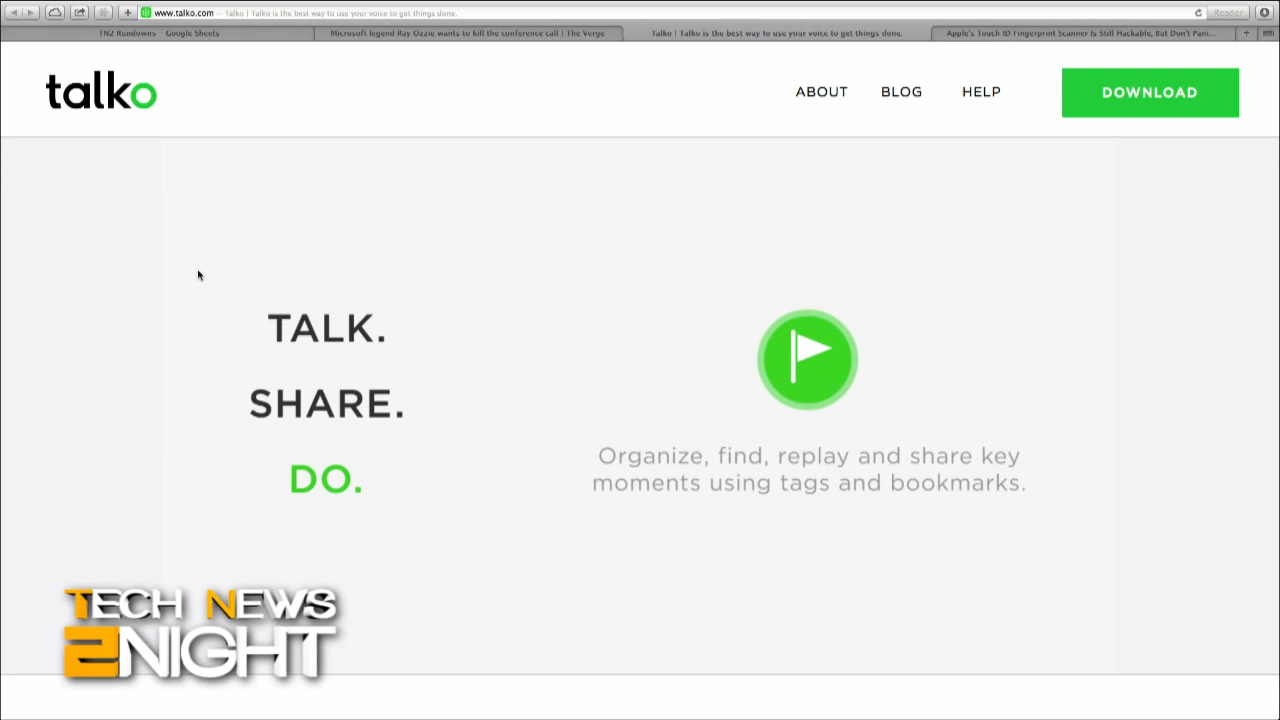 www.talko.com — Talko | Talko is the best way to use your voice to get things done.
Reader
TN2 Rundowns – Google Sheets
Microsoft legend Ray Ozzie wants to kill the conference call | The Verge
Talko | Talko is the best way to use your voice to get things done.
Apple's Touch ID Fingerprint Scanner Is Still Hackable, But Don't Pani...
talko
ABOUT
BLOG
HELP
DOWNLOAD
TALK.
SHARE.
DO.
Organize, find, replay and share key
moments using tags and bookmarks.
TECH NEWS
2NIGHT